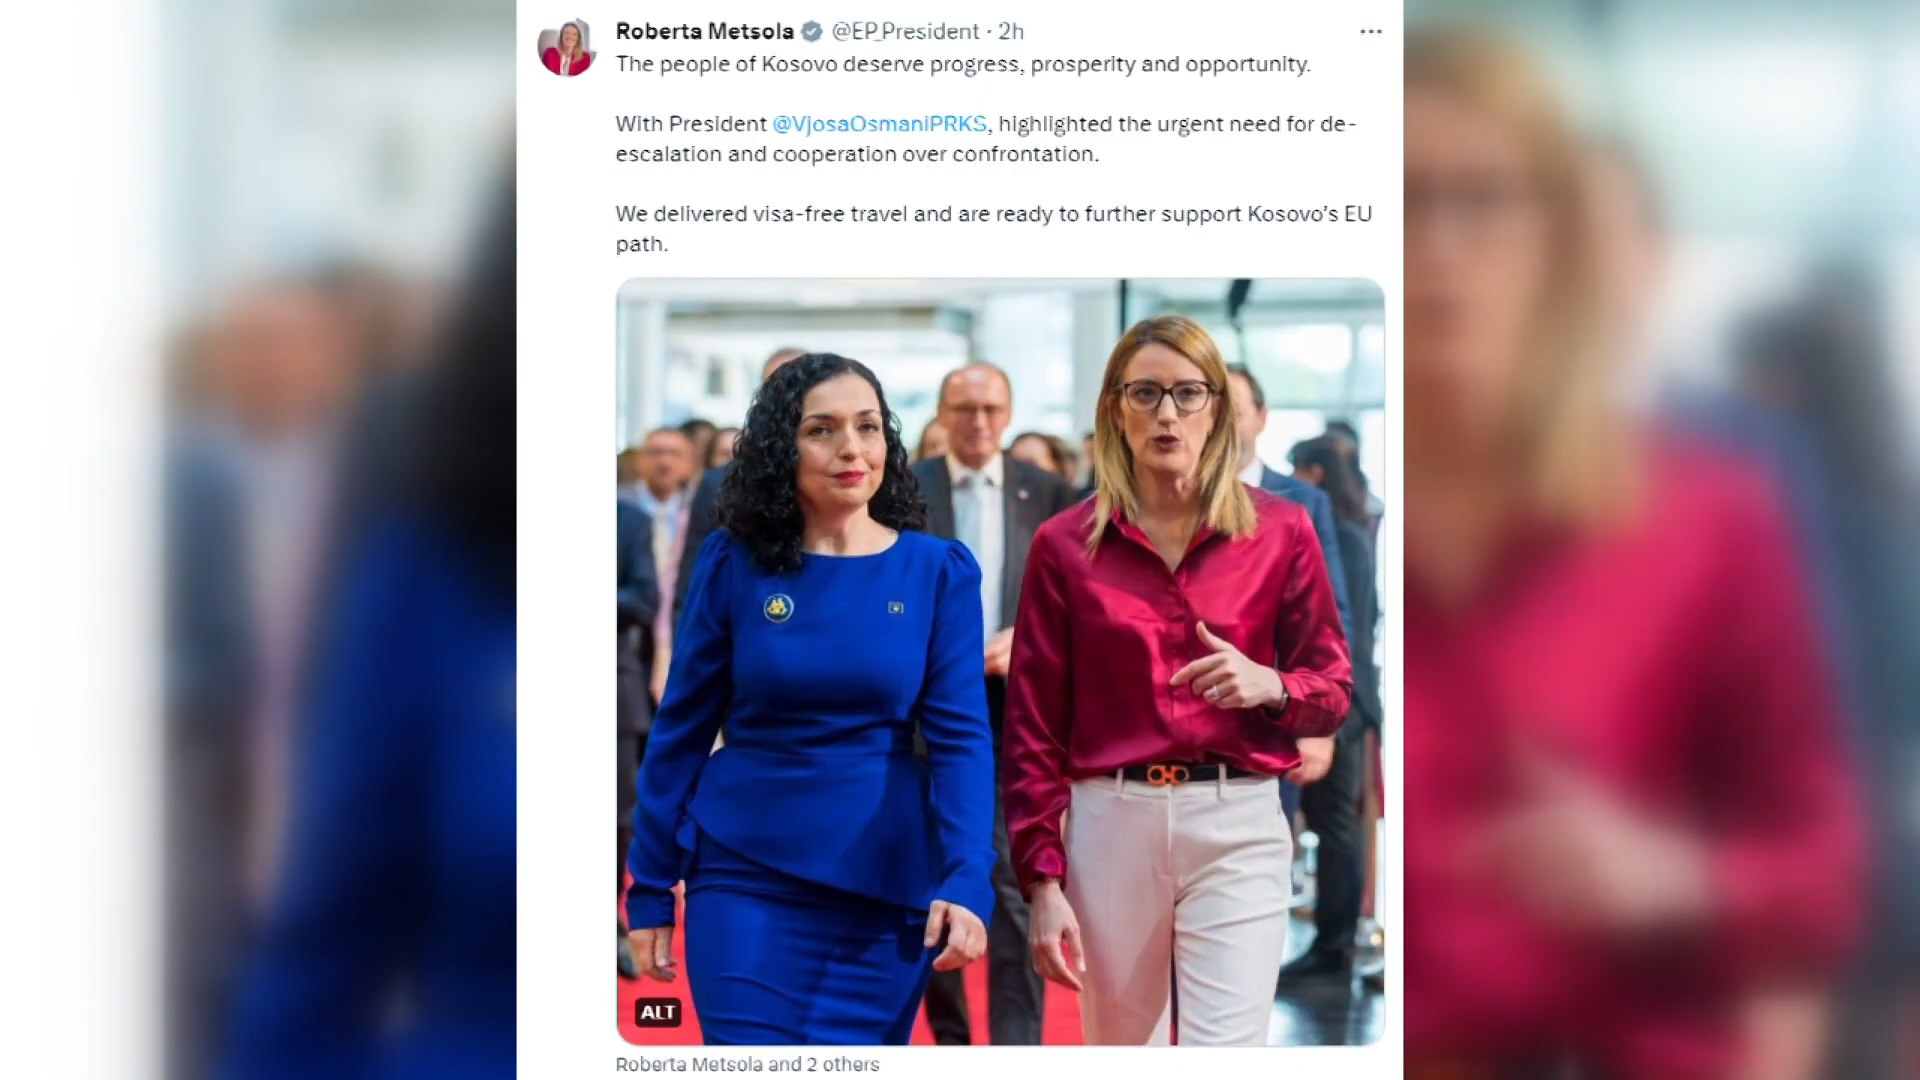 Roberta Metsola @EP_President · 2h
The people of Kosovo deserve progress, prosperity and opportunity.
With President @VjosaOsmaniPRKS, highlighted the urgent need for de-
escalation and cooperation over confrontation.
We delivered visa-free travel and are ready to further support Kosovo's EU
path.
ALT
Roberta Metsola and 2 others